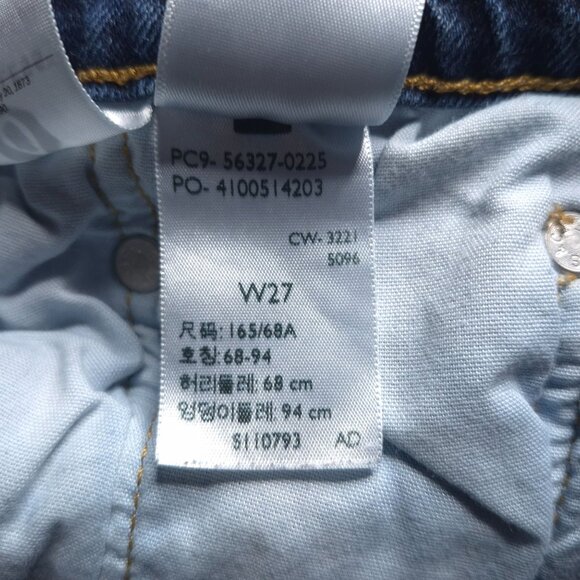 PC9- 56327-0225
PO- 4100514203
CW- 3221
5096
W27
尺码: 165/68A
호칭: 68-94
허리둘레: 68 cm
엉덩이둘레: 94 cm
S110793 AD